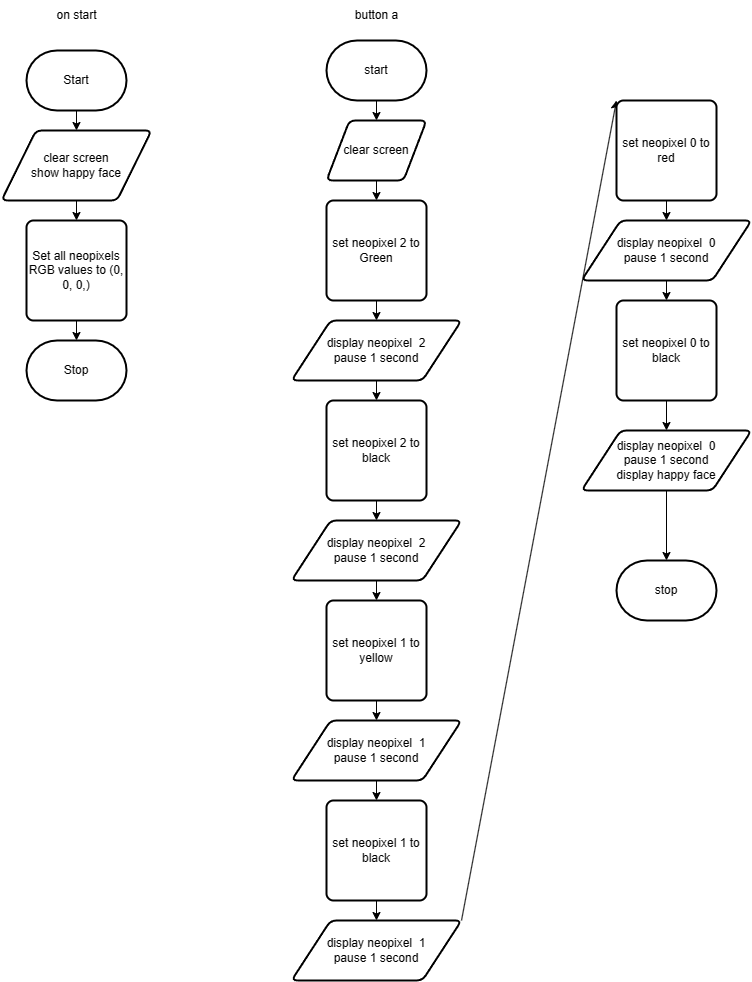 on start
Start
clear screen
show happy face
Set all neopixels
RGB values to (0,
0, 0,)
Stop
button a
start
clear screen
set neopixel 2 to
Green
display neopixel  2
pause 1 second
set neopixel 2 to
black
display neopixel  2
pause 1 second
set neopixel 1 to
yellow
display neopixel  1
pause 1 second
set neopixel 1 to
black
display neopixel  1
pause 1 second
set neopixel 0 to
red
display neopixel  0
pause 1 second
set neopixel 0 to
black
display neopixel  0
pause 1 second
display happy face
stop